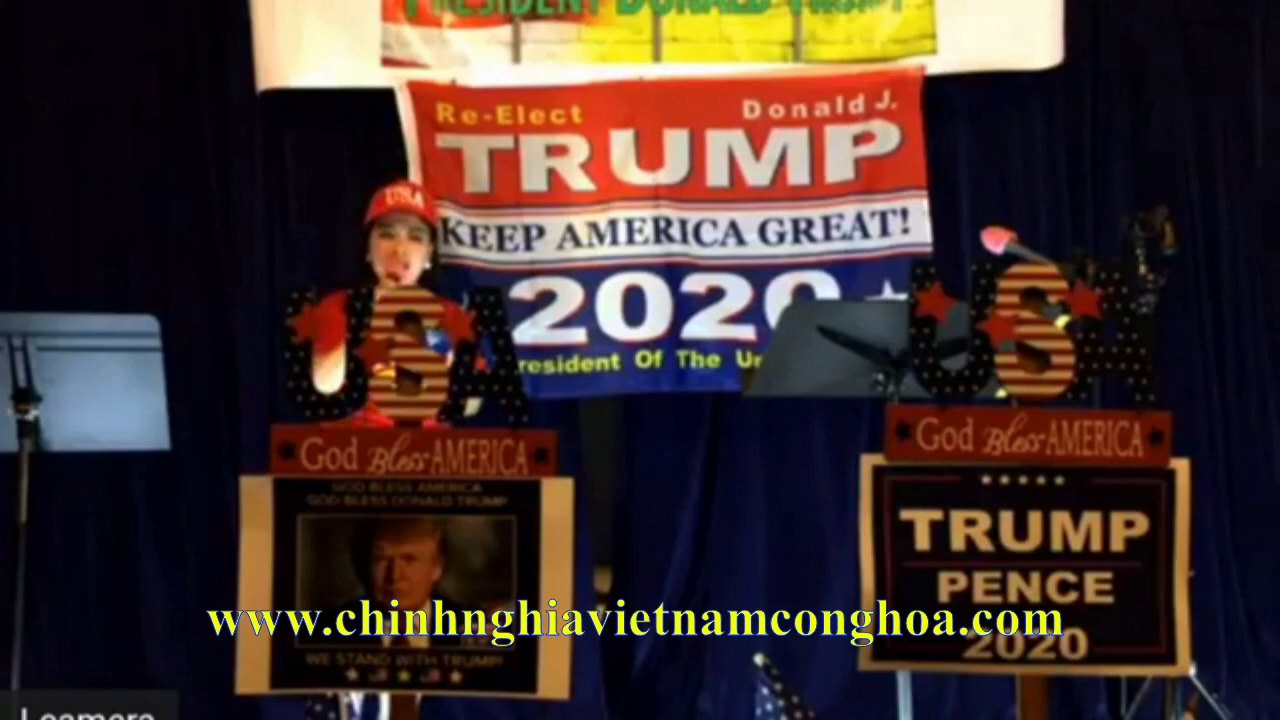 PRESIDENT DONALD TRUMP
Re-Elect Donald J.
TRUMP
USA
KEEP AMERICA GREAT!
2020
resident Of The Un
USA
USA
God Bless AMERICA
God Bless AMERICA
GOD BLESS AMERICA
GOD BLESS DONALD TRUMP
TRUMP
PENCE
2020
www.chinhnghiavietnamconghoa.com
WE STAND WITH TRUMP!